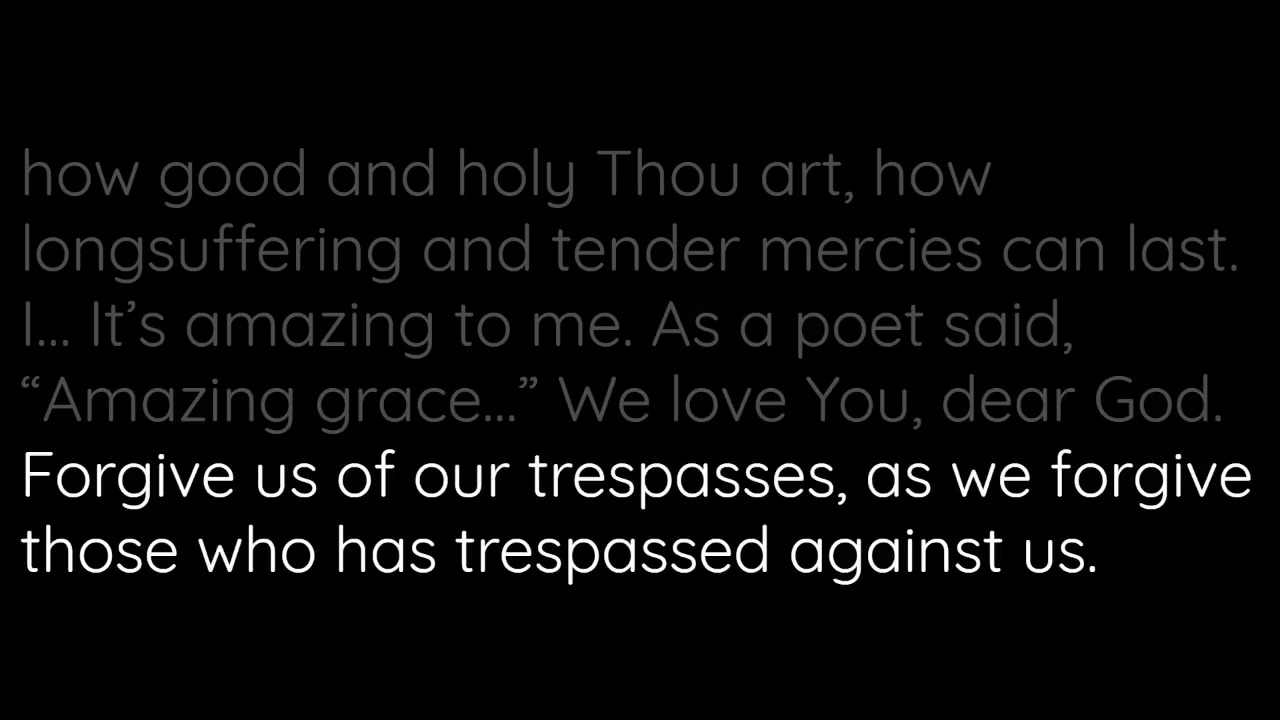 how good and holy Thou art, how
longsuffering and tender mercies can last.
I... It’s amazing to me. As a poet said,
“Amazing grace...” We love You, dear God.
Forgive us of our trespasses, as we forgive
those who has trespassed against us.